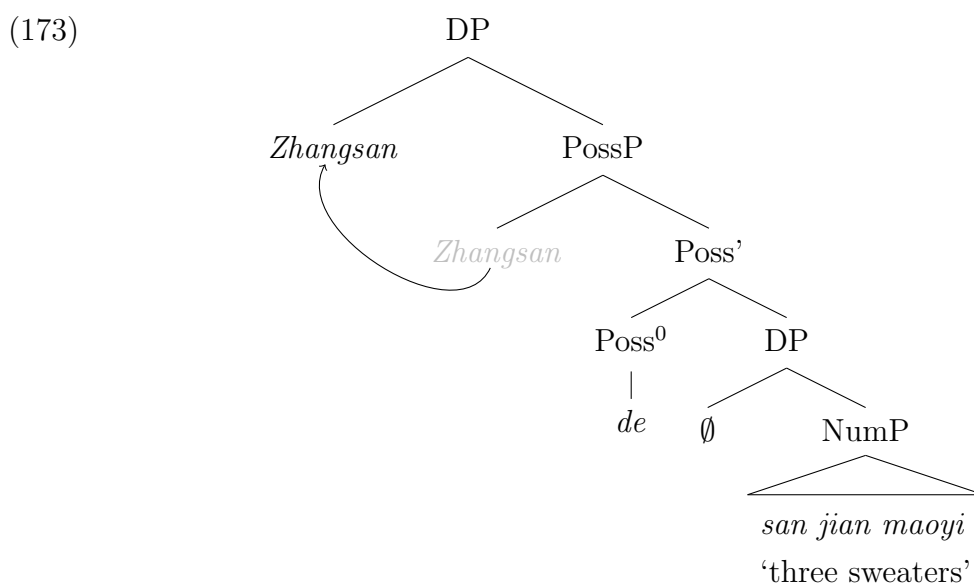 (173) DP
Zhangsan PossP
Zhangsan Poss’
Poss⁰ DP
de ∅ NumP
san jian maoyi
‘three sweaters’